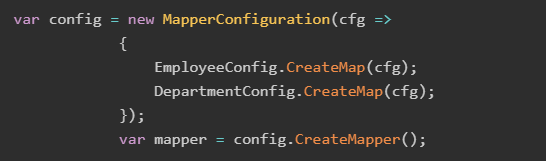 var config = new MapperConfiguration(cfg =>
{
EmployeeConfig.CreateMap(cfg);
DepartmentConfig.CreateMap(cfg);
});
var mapper = config.CreateMapper();